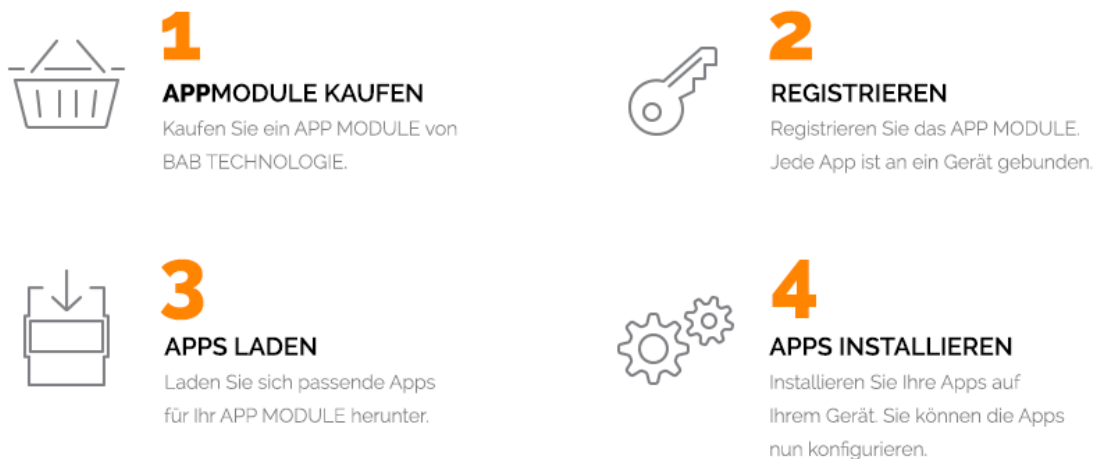 1
APPMODULE KAUFEN
Kaufen Sie ein APP MODULE von
BAB TECHNOLOGIE.
2
REGISTRIEREN
Registrieren Sie das APP MODULE.
Jede App ist an ein Gerät gebunden.
3
APPS LADEN
Laden Sie sich passende Apps
für Ihr APP MODULE herunter.
4
APPS INSTALLIEREN
Installieren Sie Ihre Apps auf
Ihrem Gerät. Sie können die Apps
nun konfigurieren.